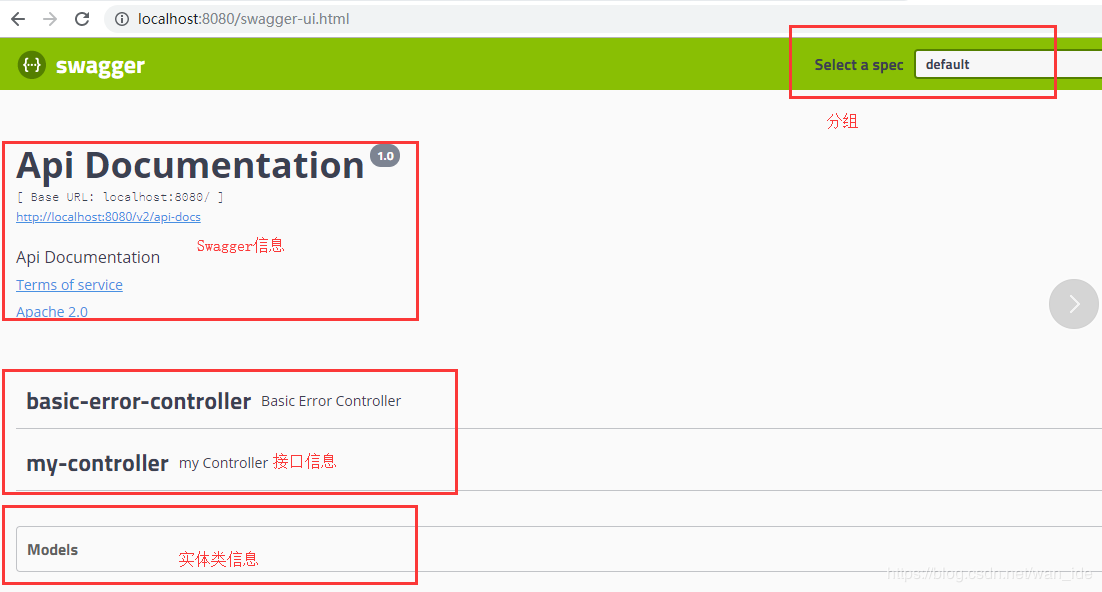 localhost:8080/swagger-ui.html
swagger
Select a spec
default
分组
Api Documentation 1.0
[ Base URL: localhost:8080/ ]
http://localhost:8080/v2/api-docs
Swagger信息
Api Documentation
Terms of service
Apache 2.0
basic-error-controller Basic Error Controller
my-controller my Controller 接口信息
Models
实体类信息
https://blog.csdn.net/wan_ide